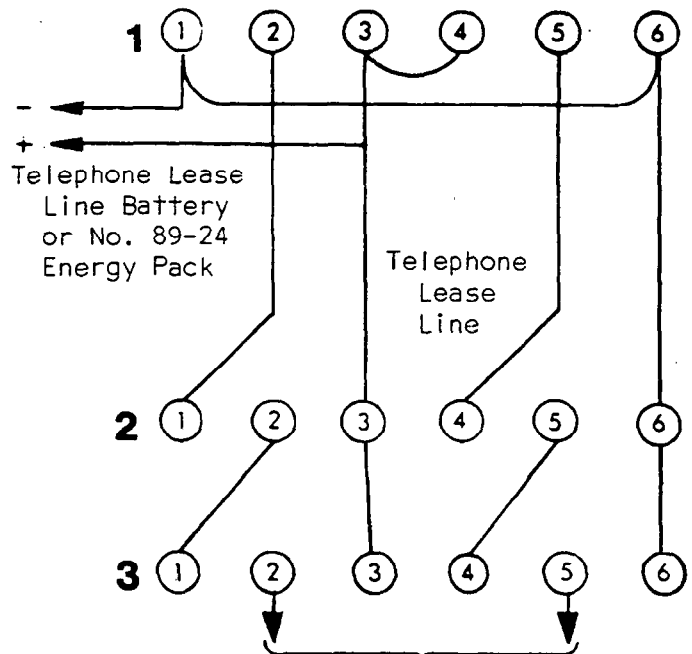 1 1 2 3 4 5 6
-
+
Telephone Lease
Line Battery
or No. 89-24
Energy Pack
Telephone
Lease
Line
2 1 2 3 4 5 6
3 1 2 3 4 5 6